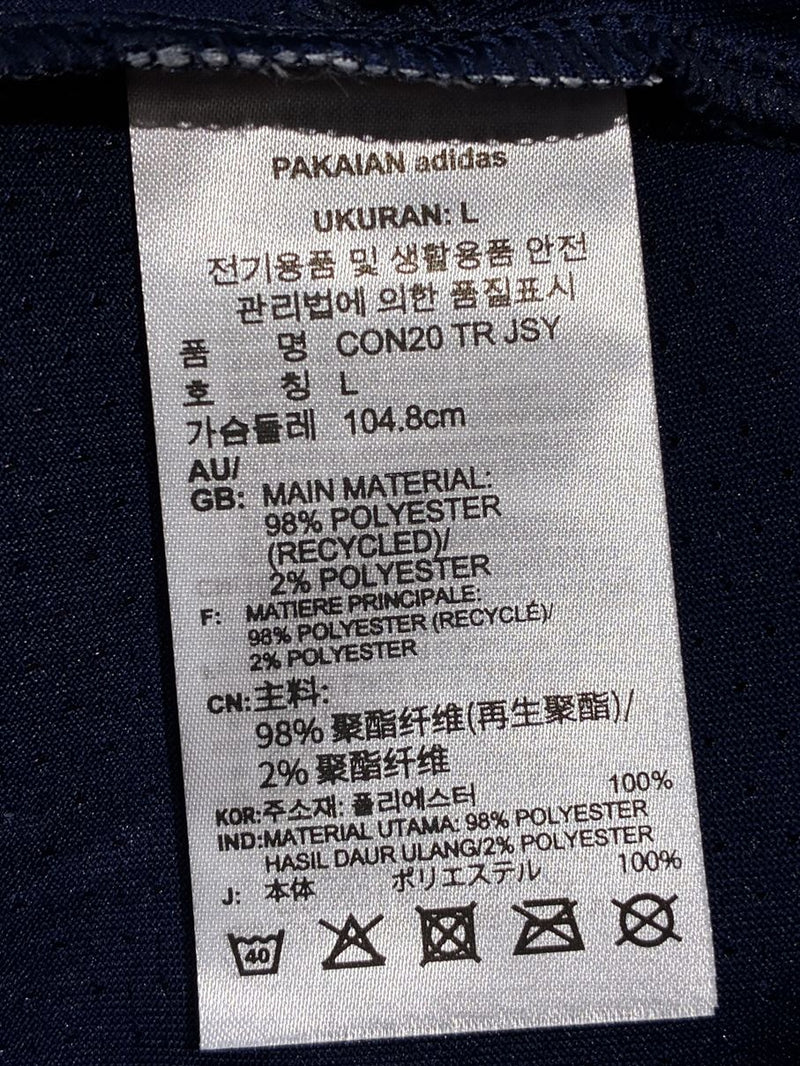 PAKAIAN adidas
UKURAN: L
전기용품 및 생활용품 안전
관리법에 의한 품질표시
품 명 CON20 TR JSY
호 칭 L
가슴둘레 104.8cm
AU/
GB: MAIN MATERIAL:
98% POLYESTER
(RECYCLED)/
2% POLYESTER
F: MATIERE PRINCIPALE:
98% POLYESTER (RECYCLÉ)/
2% POLYESTER
CN:主料:
98% 聚酯纤维(再生聚酯)/
2% 聚酯纤维
KOR:주소재: 폴리에스터 100%
IND:MATERIAL UTAMA: 98% POLYESTER
HASIL DAUR ULANG/2% POLYESTER
J: 本体 ポリエステル 100%
40